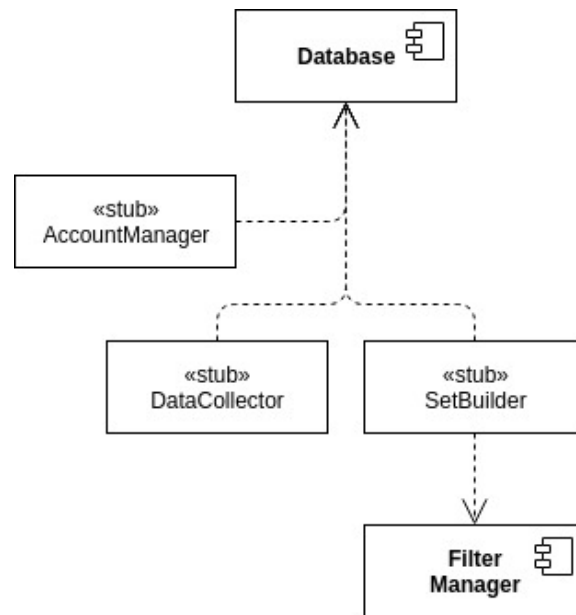 Database
«stub»
AccountManager
«stub»
DataCollector
«stub»
SetBuilder
Filter
Manager